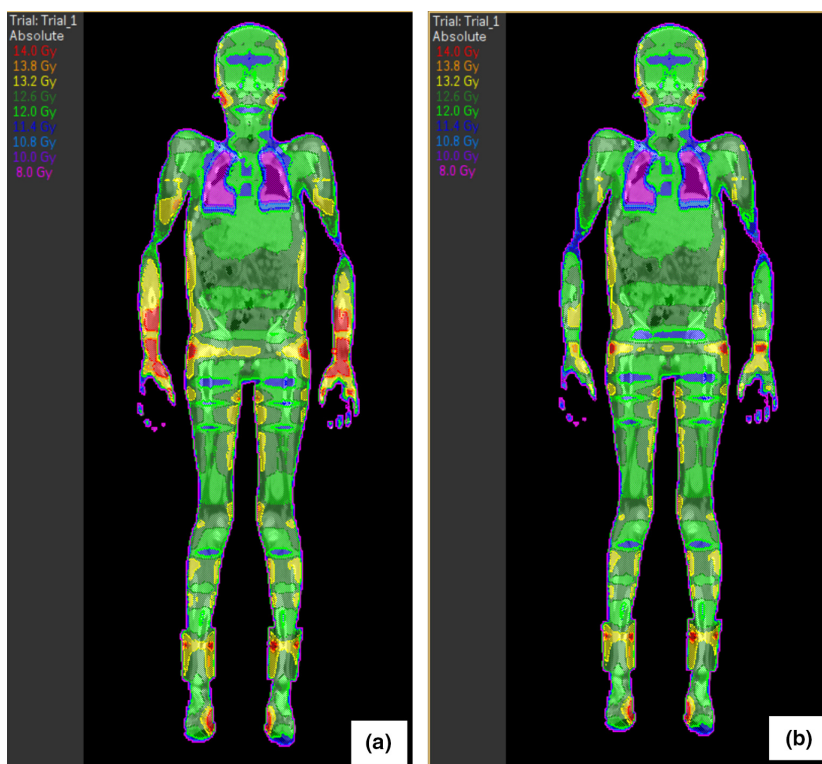 Trial: Trial_1
Absolute
14.0 Gy
13.8 Gy
13.2 Gy
12.6 Gy
12.0 Gy
11.4 Gy
10.8 Gy
10.0 Gy
8.0 Gy
(a)
Trial: Trial_1
Absolute
14.0 Gy
13.8 Gy
13.2 Gy
12.6 Gy
12.0 Gy
11.4 Gy
10.8 Gy
10.0 Gy
8.0 Gy
(b)